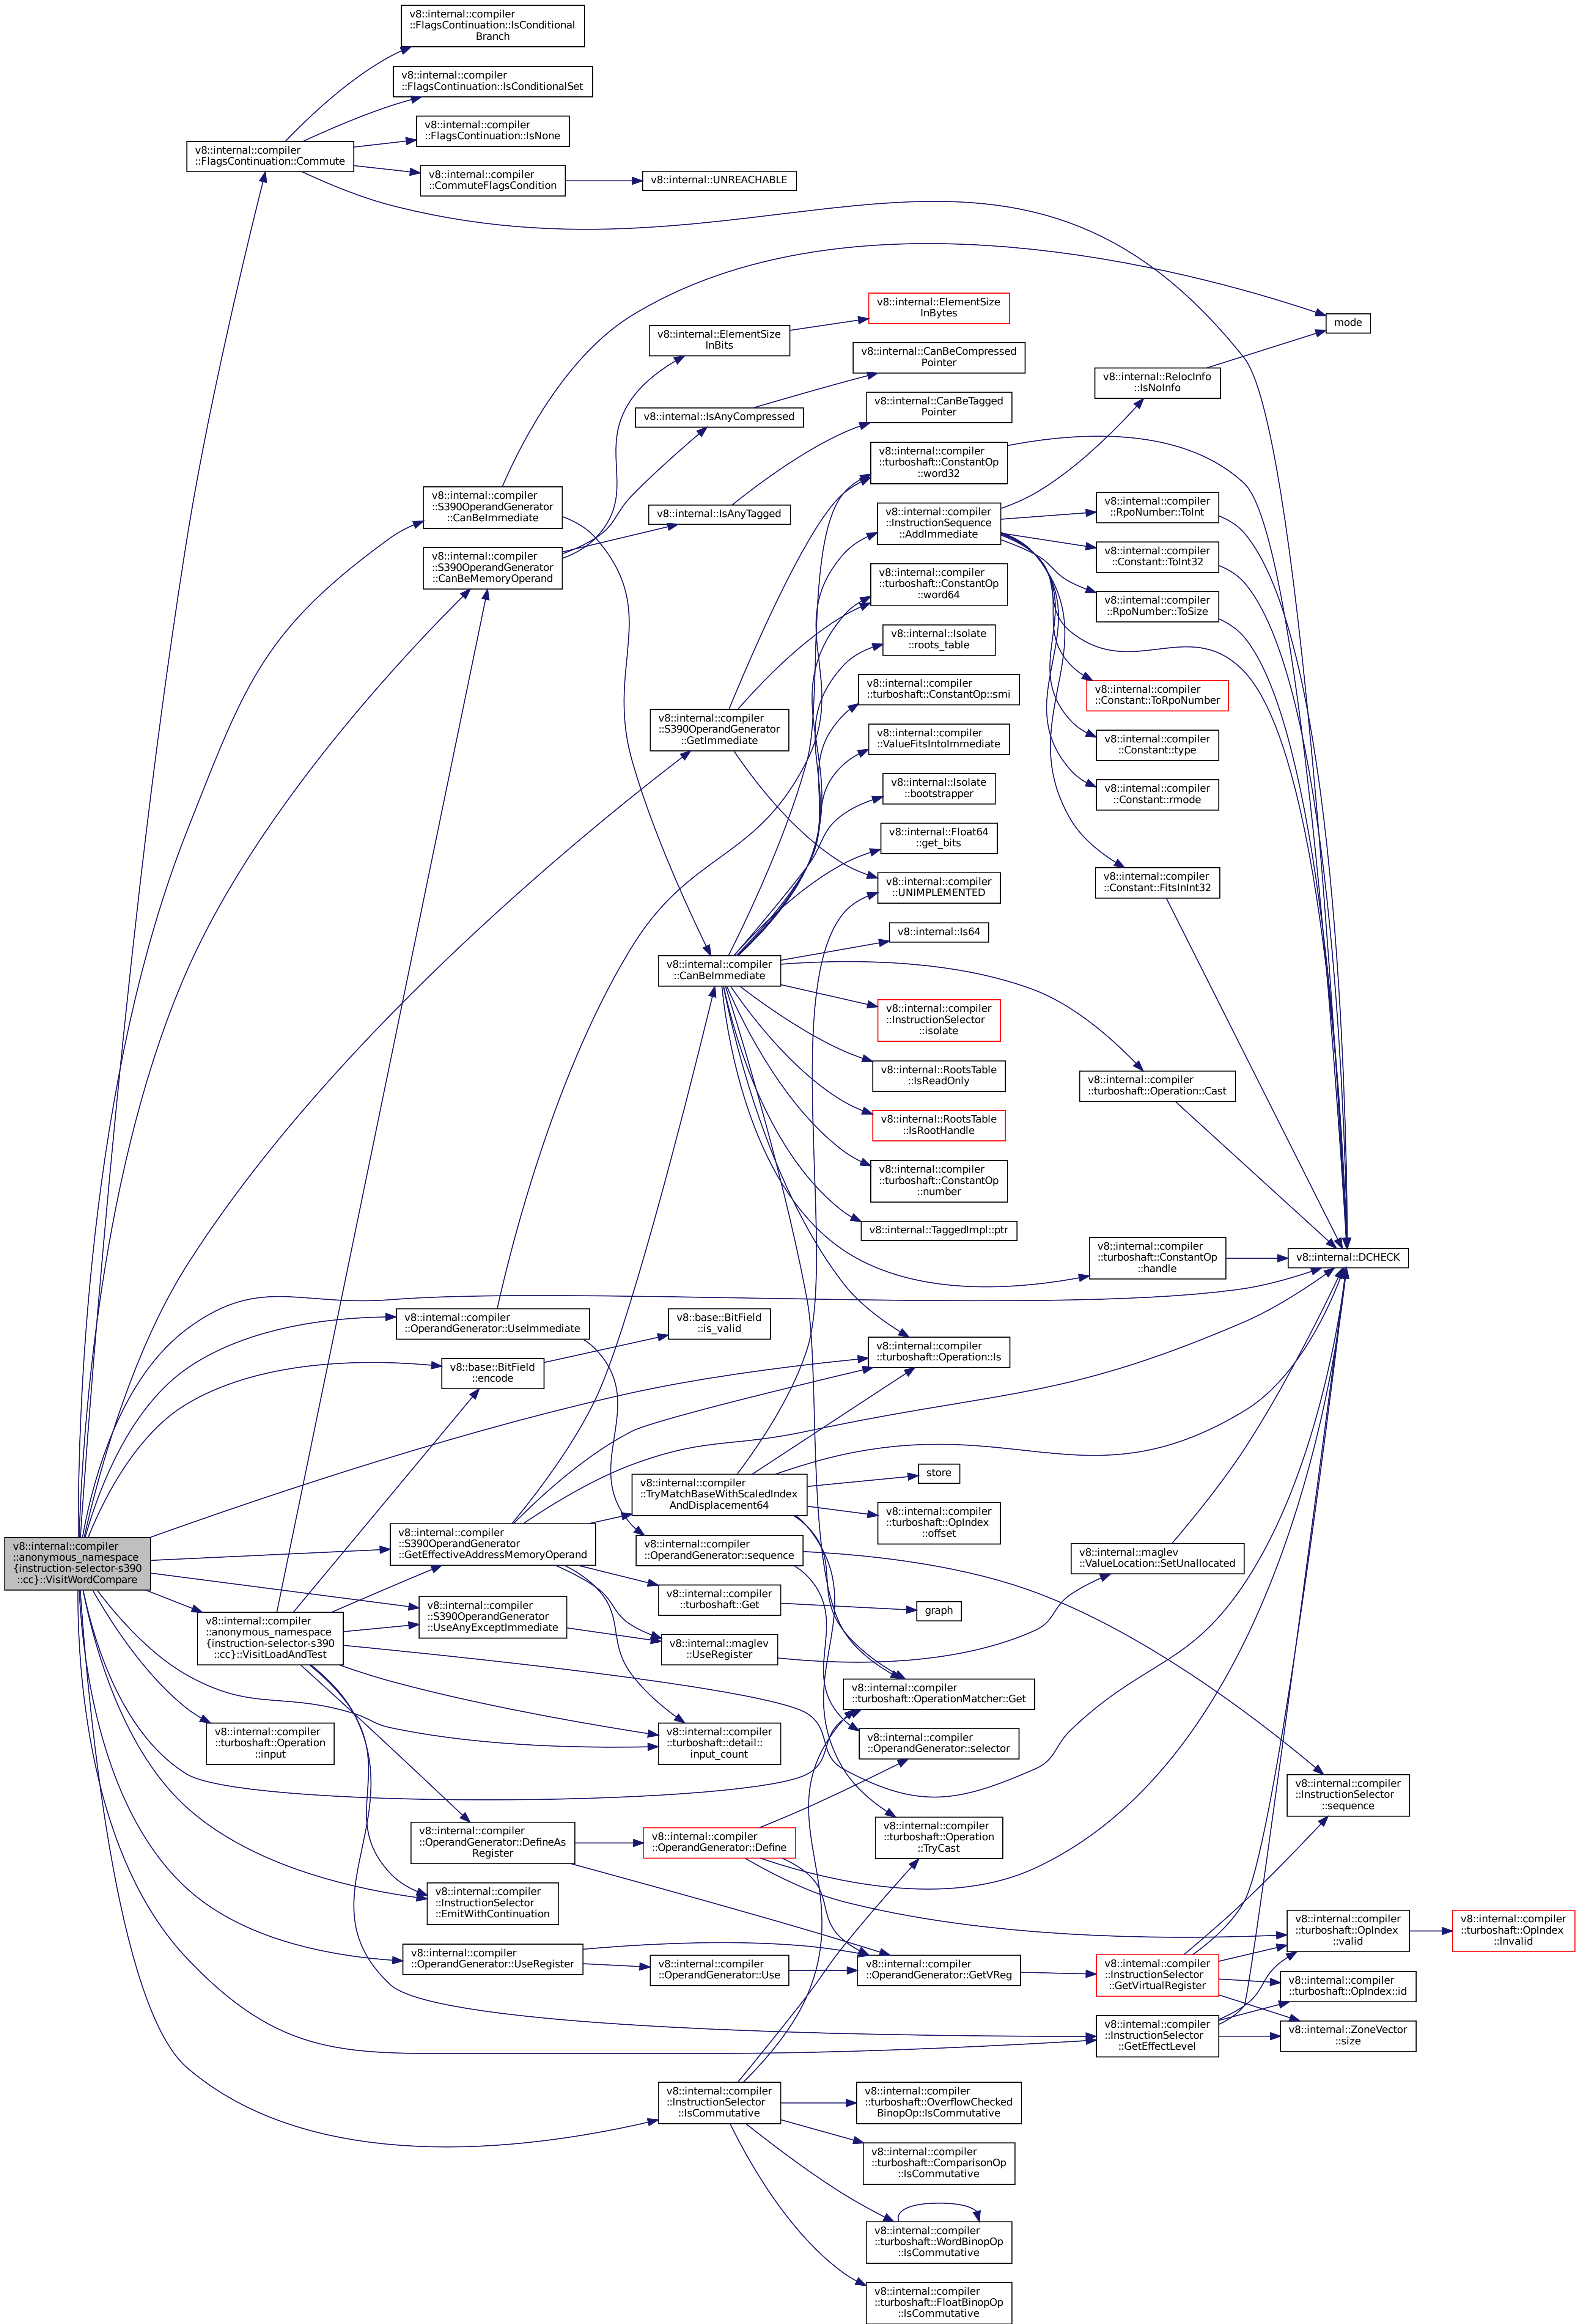 v8::internal::compiler
::FlagsContinuation::IsConditional
Branch
v8::internal::compiler
::FlagsContinuation::IsConditionalSet
v8::internal::compiler
::FlagsContinuation::IsNone
v8::internal::compiler
::FlagsContinuation::Commute
v8::internal::compiler
::CommuteFlagsCondition
v8::internal::UNREACHABLE
v8::internal::ElementSize
InBytes
mode
v8::internal::ElementSize
InBits
v8::internal::CanBeCompressed
Pointer
v8::internal::RelocInfo
::IsNoInfo
v8::internal::IsAnyCompressed
v8::internal::CanBeTagged
Pointer
v8::internal::compiler
::turboshaft::ConstantOp
::word32
v8::internal::compiler
::S390OperandGenerator
::CanBeImmediate
v8::internal::IsAnyTagged
v8::internal::compiler
::InstructionSequence
::AddImmediate
v8::internal::compiler
::RpoNumber::ToInt
v8::internal::compiler
::S390OperandGenerator
::CanBeMemoryOperand
v8::internal::compiler
::Constant::ToInt32
v8::internal::compiler
::turboshaft::ConstantOp
::word64
v8::internal::compiler
::RpoNumber::ToSize
v8::internal::Isolate
::roots_table
v8::internal::compiler
::turboshaft::ConstantOp::smi
v8::internal::compiler
::Constant::ToRpoNumber
v8::internal::compiler
::S390OperandGenerator
::GetImmediate
v8::internal::compiler
::ValueFitsIntoImmediate
v8::internal::compiler
::Constant::type
v8::internal::Isolate
::bootstrapper
v8::internal::compiler
::Constant::rmode
v8::internal::Float64
::get_bits
v8::internal::compiler
::UNIMPLEMENTED
v8::internal::compiler
::Constant::FitsInInt32
v8::internal::Is64
v8::internal::compiler
::CanBeImmediate
v8::internal::compiler
::InstructionSelector
::isolate
v8::internal::RootsTable
::IsReadOnly
v8::internal::compiler
::turboshaft::Operation::Cast
v8::internal::RootsTable
::IsRootHandle
v8::internal::compiler
::turboshaft::ConstantOp
::number
v8::internal::TaggedImpl::ptr
v8::internal::compiler
::turboshaft::ConstantOp
::handle
v8::internal::DCHECK
v8::internal::compiler
::OperandGenerator::UseImmediate
v8::base::BitField
::is_valid
v8::internal::compiler
::turboshaft::Operation::Is
v8::base::BitField
::encode
v8::internal::compiler
::TryMatchBaseWithScaledIndex
AndDisplacement64
store
v8::internal::compiler
::turboshaft::OpIndex
::offset
v8::internal::compiler
::anonymous_namespace
{instruction-selector-s390
::cc}::VisitWordCompare
v8::internal::compiler
::S390OperandGenerator
::GetEffectiveAddressMemoryOperand
v8::internal::compiler
::OperandGenerator::sequence
v8::internal::maglev
::ValueLocation::SetUnallocated
v8::internal::compiler
::turboshaft::Get
graph
v8::internal::compiler
::S390OperandGenerator
::UseAnyExceptImmediate
v8::internal::compiler
::anonymous_namespace
{instruction-selector-s390
::cc}::VisitLoadAndTest
v8::internal::maglev
::UseRegister
v8::internal::compiler
::turboshaft::OperationMatcher::Get
v8::internal::compiler
::turboshaft::Operation
::input
v8::internal::compiler
::turboshaft::detail::
input_count
v8::internal::compiler
::OperandGenerator::selector
v8::internal::compiler
::InstructionSelector
::sequence
v8::internal::compiler
::OperandGenerator::DefineAs
Register
v8::internal::compiler
::OperandGenerator::Define
v8::internal::compiler
::turboshaft::Operation
::TryCast
v8::internal::compiler
::InstructionSelector
::EmitWithContinuation
v8::internal::compiler
::turboshaft::OpIndex
::valid
v8::internal::compiler
::turboshaft::OpIndex
::Invalid
v8::internal::compiler
::OperandGenerator::UseRegister
v8::internal::compiler
::OperandGenerator::Use
v8::internal::compiler
::OperandGenerator::GetVReg
v8::internal::compiler
::InstructionSelector
::GetVirtualRegister
v8::internal::compiler
::turboshaft::OpIndex::id
v8::internal::compiler
::InstructionSelector
::GetEffectLevel
v8::internal::ZoneVector
::size
v8::internal::compiler
::InstructionSelector
::IsCommutative
v8::internal::compiler
::turboshaft::OverflowChecked
BinopOp::IsCommutative
v8::internal::compiler
::turboshaft::ComparisonOp
::IsCommutative
v8::internal::compiler
::turboshaft::WordBinopOp
::IsCommutative
v8::internal::compiler
::turboshaft::FloatBinopOp
::IsCommutative